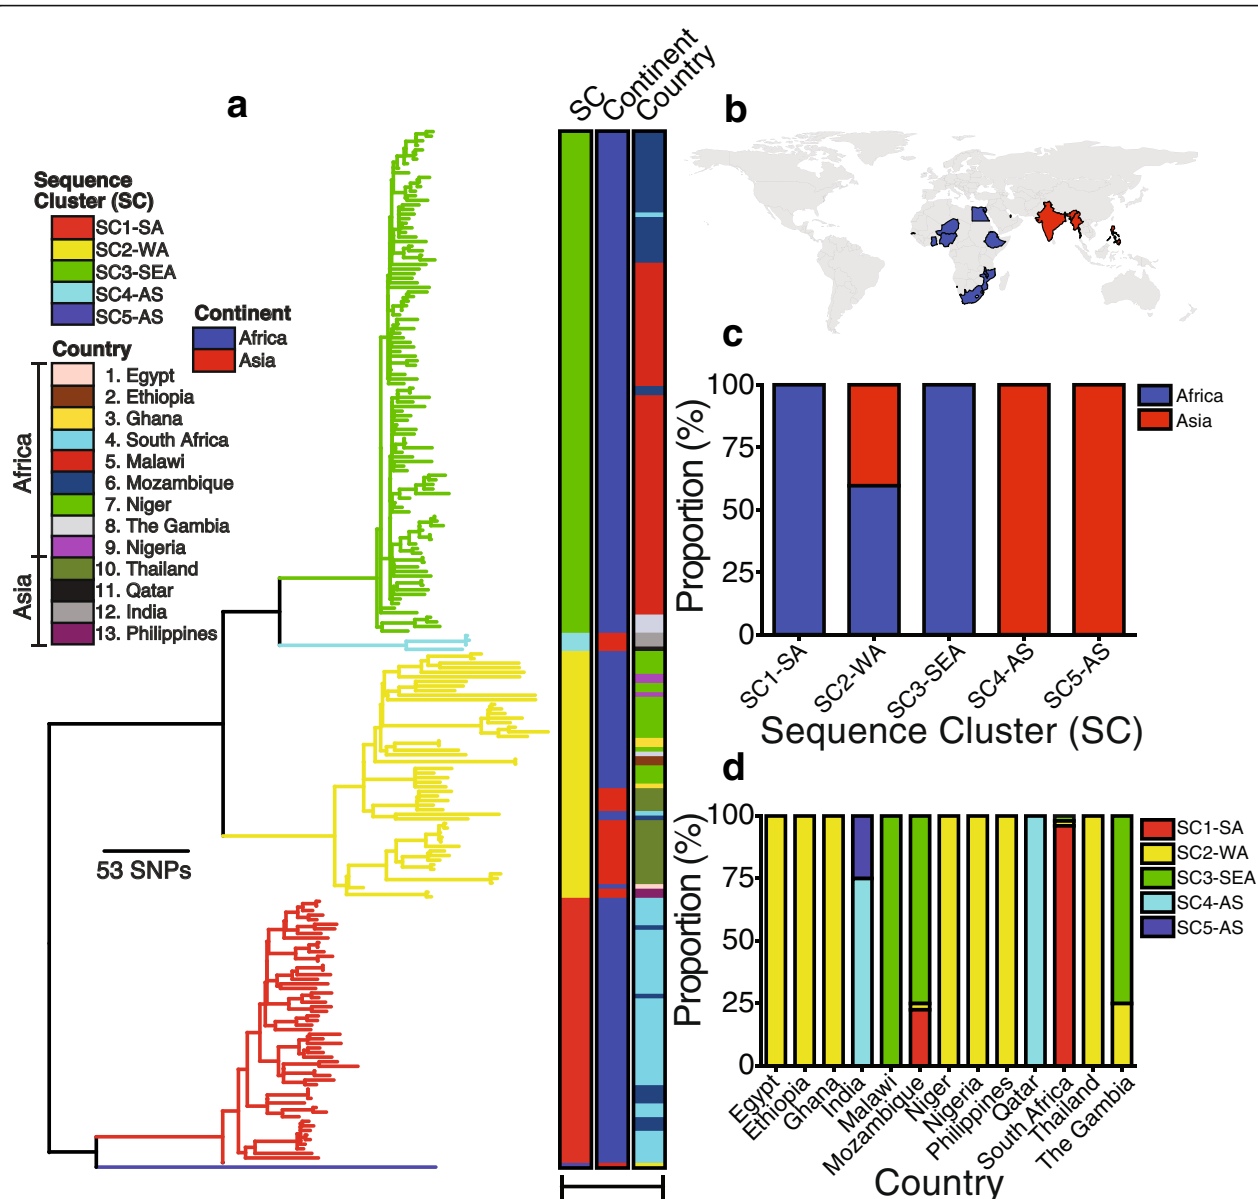 a
SC
Continent
Country
Sequence
Cluster (SC)
SC1-SA
SC2-WA
SC3-SEA
SC4-AS
SC5-AS
Continent
Africa
Asia
Country
Africa
1. Egypt
2. Ethiopia
3. Ghana
4. South Africa
5. Malawi
6. Mozambique
7. Niger
8. The Gambia
9. Nigeria
Asia
10. Thailand
11. Qatar
12. India
13. Philippines
53 SNPs
b
c
Proportion (%)
100
75
50
25
0
SC1-SA
SC2-WA
SC3-SEA
SC4-AS
SC5-AS
Sequence Cluster (SC)
Africa
Asia
d
Proportion (%)
100
75
50
25
0
Egypt
Ethiopia
Ghana
India
Malawi
Mozambique
Niger
Nigeria
Philippines
Qatar
South Africa
Thailand
The Gambia
Country
SC1-SA
SC2-WA
SC3-SEA
SC4-AS
SC5-AS